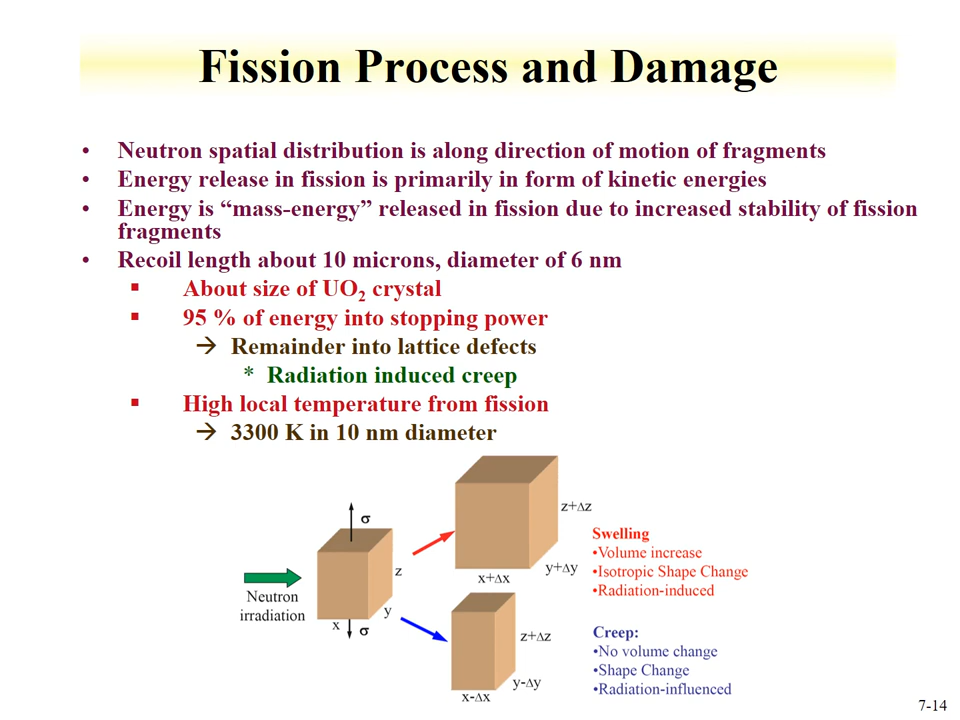 Fission Process and Damage
• Neutron spatial distribution is along direction of motion of fragments
• Energy release in fission is primarily in form of kinetic energies
• Energy is “mass-energy” released in fission due to increased stability of fission
fragments
• Recoil length about 10 microns, diameter of 6 nm
▪ About size of UO₂ crystal
▪ 95 % of energy into stopping power
→ Remainder into lattice defects
* Radiation induced creep
▪ High local temperature from fission
→ 3300 K in 10 nm diameter
σ
z
y
x
σ
Neutron
irradiation
z+Δz
y+Δy
x+Δx
Swelling
•Volume increase
•Isotropic Shape Change
•Radiation-induced
z+Δz
y-Δy
x-Δx
Creep:
•No volume change
•Shape Change
•Radiation-influenced
7-14